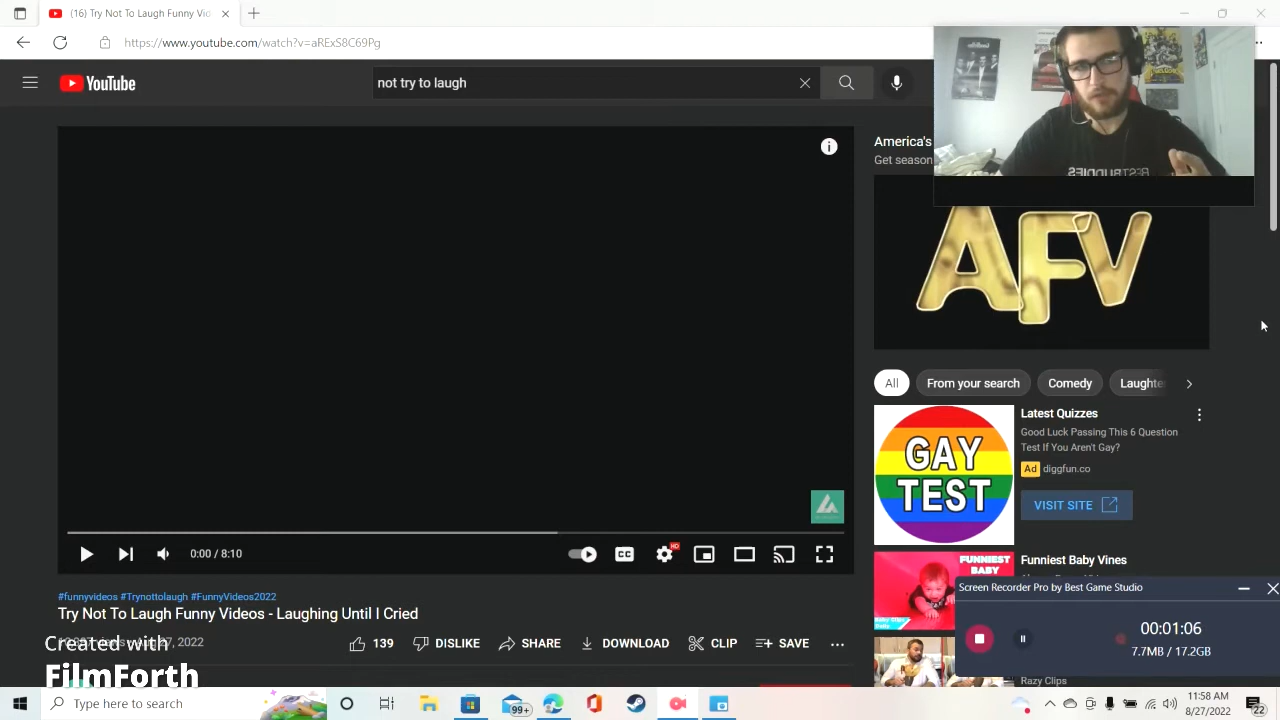 (16) Try Not To Laugh Funny Vid
https://www.youtube.com/watch?v=aRExS8C69Pg
YouTube
not try to laugh
BESTBUDDIES
America's
Get season
AFV
All
From your search
Comedy
Laughte
GAY
TEST
Latest Quizzes
Good Luck Passing This 6 Question
Test If You Aren't Gay?
Ad diggfun.co
VISIT SITE
0:00 / 8:10
CC
HD
FUNNIEST
BABY
Funniest Baby Vines
Screen Recorder Pro by Best Game Studio
00:01:06
7.7MB / 17.2GB
#funnyvideos #Trynottolaugh #FunnyVideos2022
Try Not To Laugh Funny Videos - Laughing Until I Cried
2022
139
DISLIKE
SHARE
DOWNLOAD
CLIP
SAVE
Created with
FilmForth
Razy Clips
Type here to search
99+
11:58 AM
8/27/2022
22